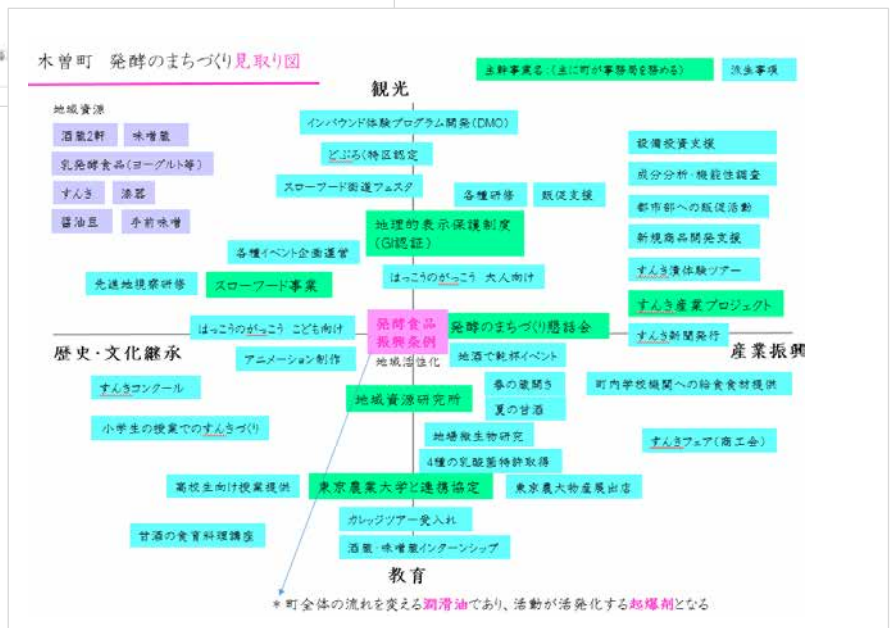 木曽町 発酵のまちづくり見取り図
主幹事業名:(主に町が事務局を務める)
派生事項
観光
地域資源
酒蔵2軒
味噌蔵
乳発酵食品(ヨーグルト等)
すんき
漆器
醤油豆
手前味噌
インバウンド体験プログラム開発(DMO)
どぶろく特区認定
スローフード街道フェスタ
各種研修
販促支援
地理的表示保護制度
(GI認証)
各種イベント企画運営
はっこうのがっこう 大人向け
先進地視察研修
スローフード事業
設備投資支援
成分分析・機能性調査
都市部への販促活動
新規商品開発支援
すんき漬体験ツアー
すんき産業プロジェクト
すんき新聞発行
はっこうのがっこう こども向け
発酵食品
振興条例
発酵のまちづくり懇話会
歴史・文化継承
産業振興
アニメーション制作
地域活性化
地酒で乾杯イベント
すんきコンクール
地域資源研究所
春の蔵開き
夏の甘酒
町内学校機関への給食食材提供
小学生の授業でのすんきづくり
地場微生物研究
すんきフェア(商工会)
4種の乳酸菌特許取得
高校生向け授業提供
東京農業大学と連携協定
東京農大物産展出店
カレッジツアー受入れ
甘酒の食育料理講座
酒蔵・味噌蔵インターンシップ
教育
*町全体の流れを変える潤滑油であり、活動が活発化する起爆剤となる